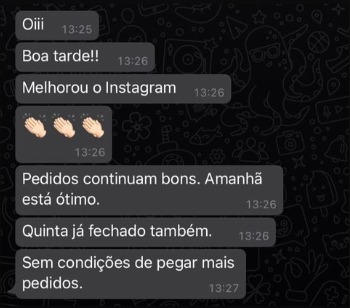 Oiii
13:25
Boa tarde!!
13:26
Melhorou o Instagram
13:26
👏🏻👏🏻👏🏻
13:26
Pedidos continuam bons. Amanhã
está ótimo.
13:26
Quinta já fechado também.
13:26
Sem condições de pegar mais
pedidos.
13:27